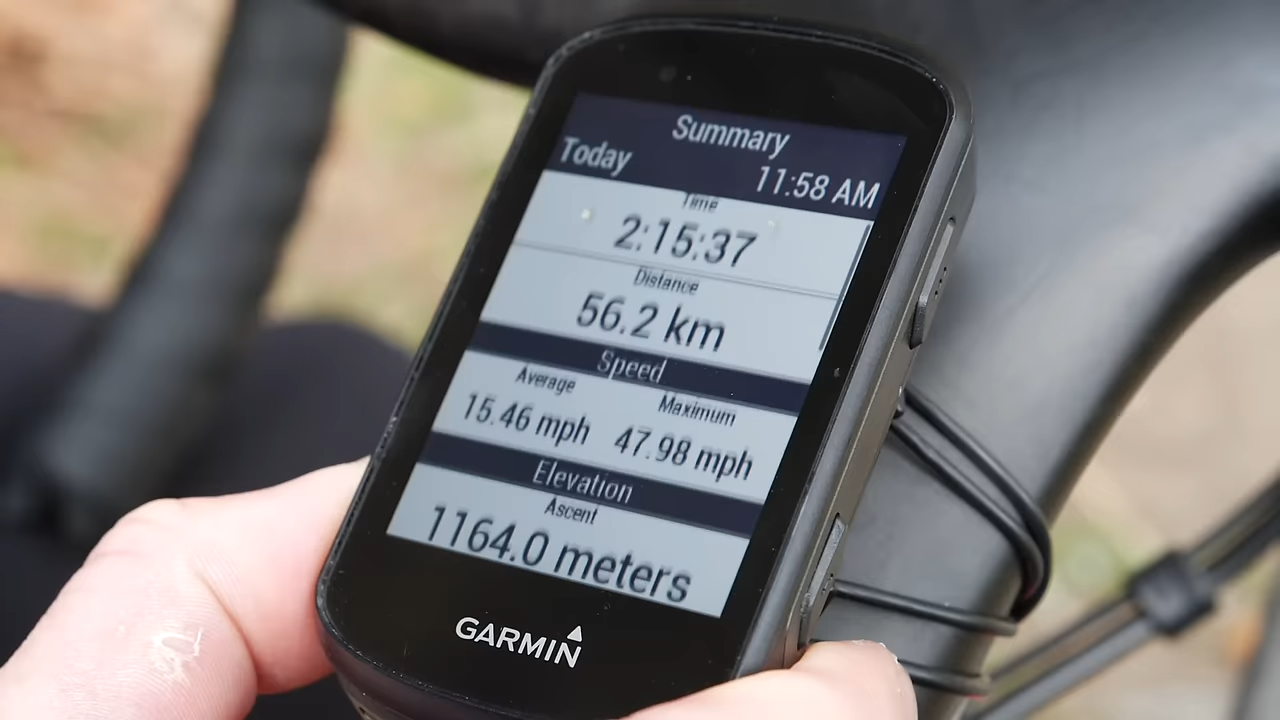 Summary
Today
11:58 AM
Time
2:15:37
Distance
56.2 km
Speed
Average Maximum
15.46 mph 47.98 mph
Elevation
Ascent
1164.0 meters
GARMIN